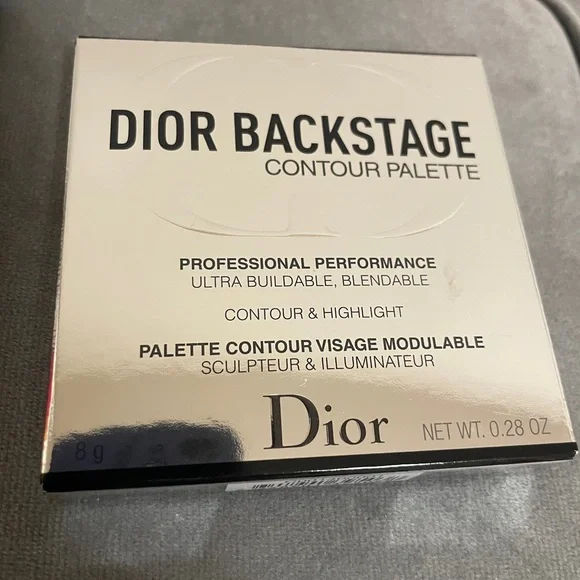 DIOR BACKSTAGE
CONTOUR PALETTE
PROFESSIONAL PERFORMANCE
ULTRA BUILDABLE, BLENDABLE
CONTOUR & HIGHLIGHT
PALETTE CONTOUR VISAGE MODULABLE
SCULPTEUR & ILLUMINATEUR
8 g Dior NET WT. 0.28 OZ